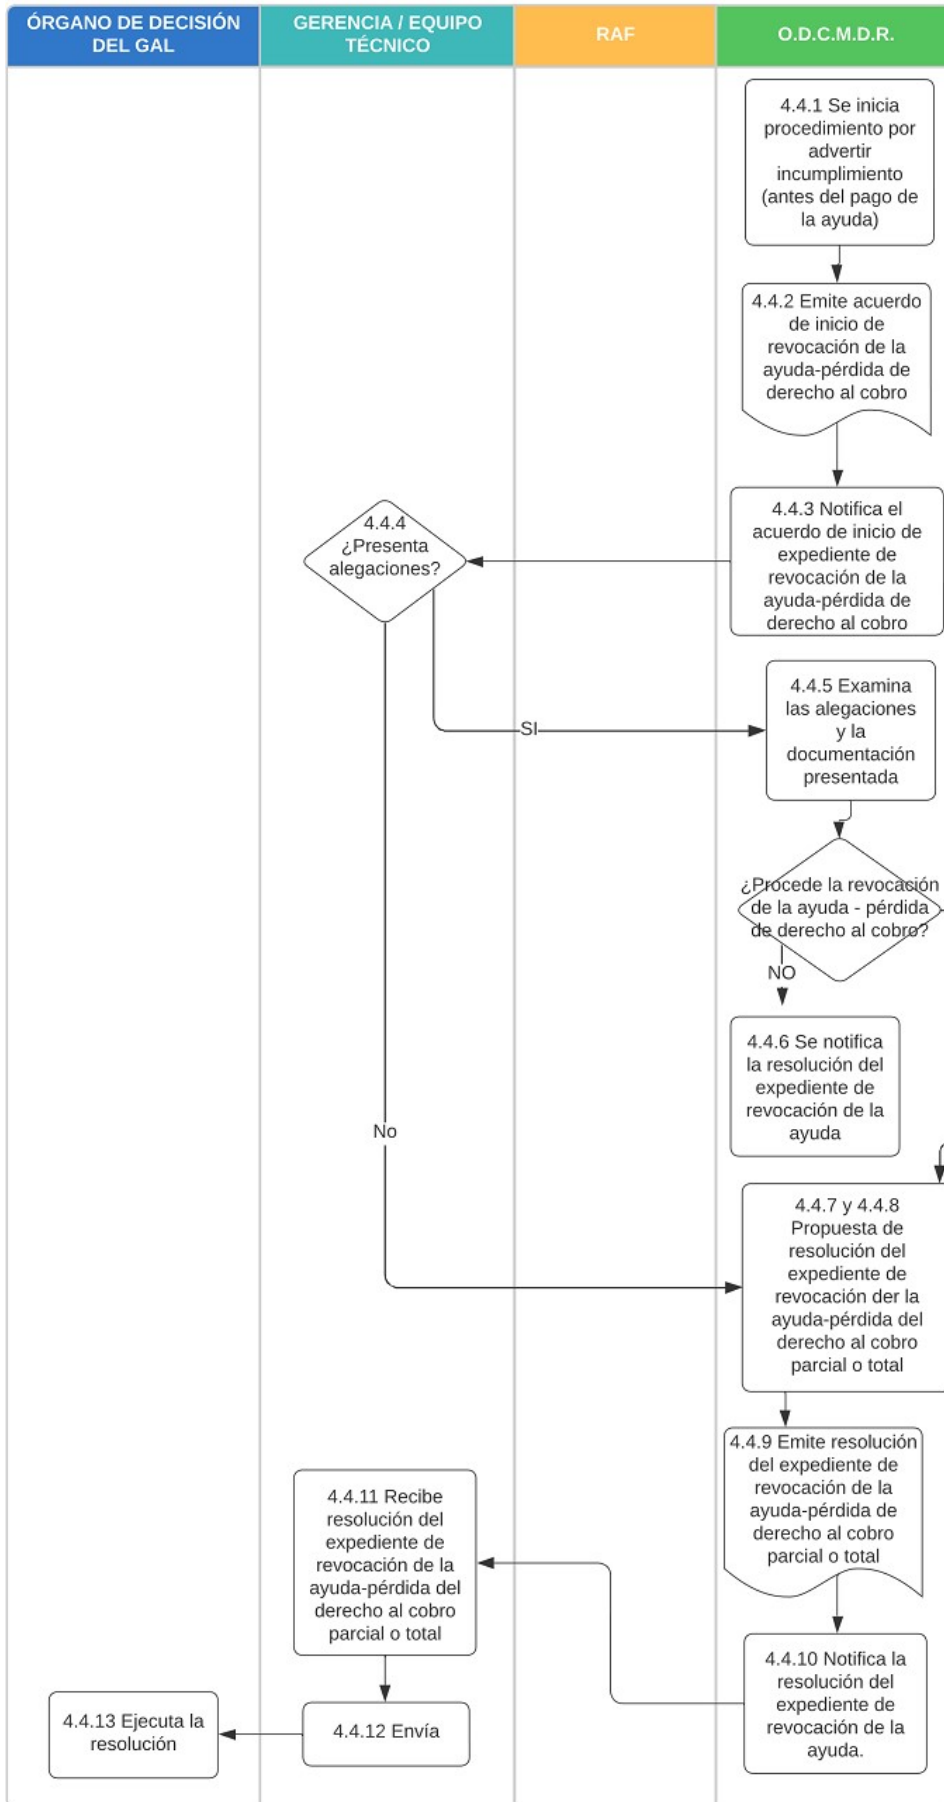 ÓRGANO DE DECISIÓN
DEL GAL
GERENCIA / EQUIPO
TÉCNICO
RAF
O.D.C.M.D.R.
4.4.1 Se inicia
procedimiento por
advertir
incumplimiento
(antes del pago de
la ayuda)
4.4.2 Emite acuerdo
de inicio de
revocación de la
ayuda-pérdida de
derecho al cobro
4.4.3 Notifica el
acuerdo de inicio de
expediente de
revocación de la
ayuda-pérdida de
derecho al cobro
4.4.4
¿Presenta
alegaciones?
SI
4.4.5 Examina
las alegaciones
y la
documentación
presentada
¿Procede la revocación
de la ayuda - pérdida
de derecho al cobro?
NO
4.4.6 Se notifica
la resolución del
expediente de
revocación de la
ayuda
No
4.4.7 y 4.4.8
Propuesta de
resolución del
expediente de
revocación der la
ayuda-pérdida del
derecho al cobro
parcial o total
4.4.9 Emite resolución
del expediente de
revocación de la
ayuda-pérdida de
derecho al cobro
parcial o total
4.4.10 Notifica la
resolución del
expediente de
revocación de la
ayuda.
4.4.11 Recibe
resolución del
expediente de
revocación de la
ayuda-pérdida del
derecho al cobro
parcial o total
4.4.12 Envía
4.4.13 Ejecuta la
resolución